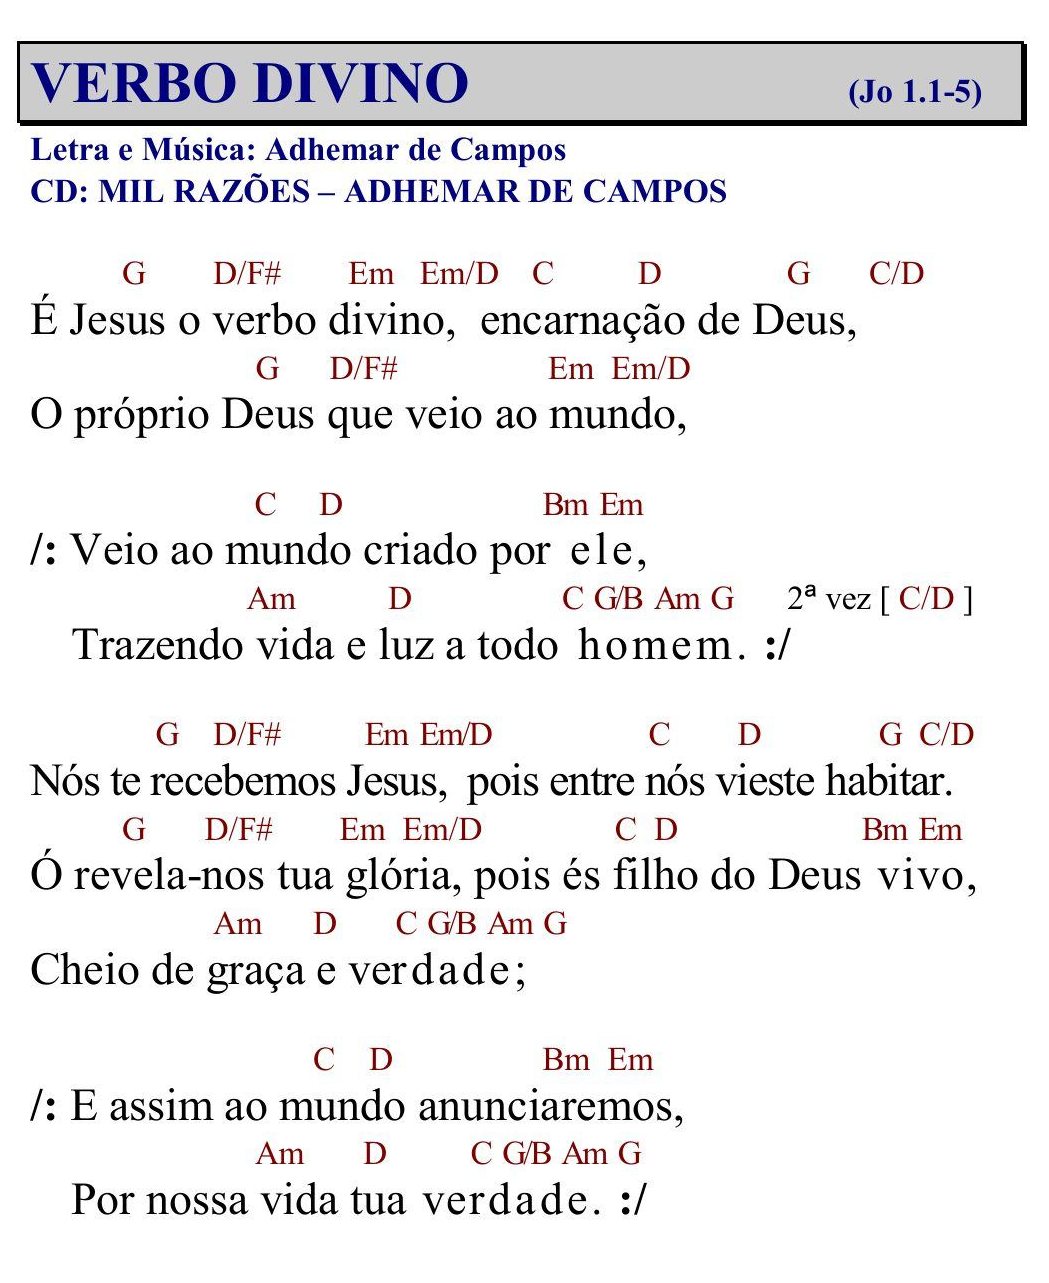 VERBO DIVINO (Jo 1.1-5)
Letra e Música: Adhemar de Campos
CD: MIL RAZÕES – ADHEMAR DE CAMPOS
G D/F# Em Em/D C D G C/D
É Jesus o verbo divino, encarnação de Deus,
G D/F# Em Em/D
O próprio Deus que veio ao mundo,
C D Bm Em
/: Veio ao mundo criado por ele,
Am D C G/B Am G 2ª vez [ C/D ]
Trazendo vida e luz a todo homem. :/
G D/F# Em Em/D C D G C/D
Nós te recebemos Jesus, pois entre nós vieste habitar.
G D/F# Em Em/D C D Bm Em
Ó revela-nos tua glória, pois és filho do Deus vivo,
Am D C G/B Am G
Cheio de graça e verdade;
C D Bm Em
/: E assim ao mundo anunciaremos,
Am D C G/B Am G
Por nossa vida tua verdade. :/